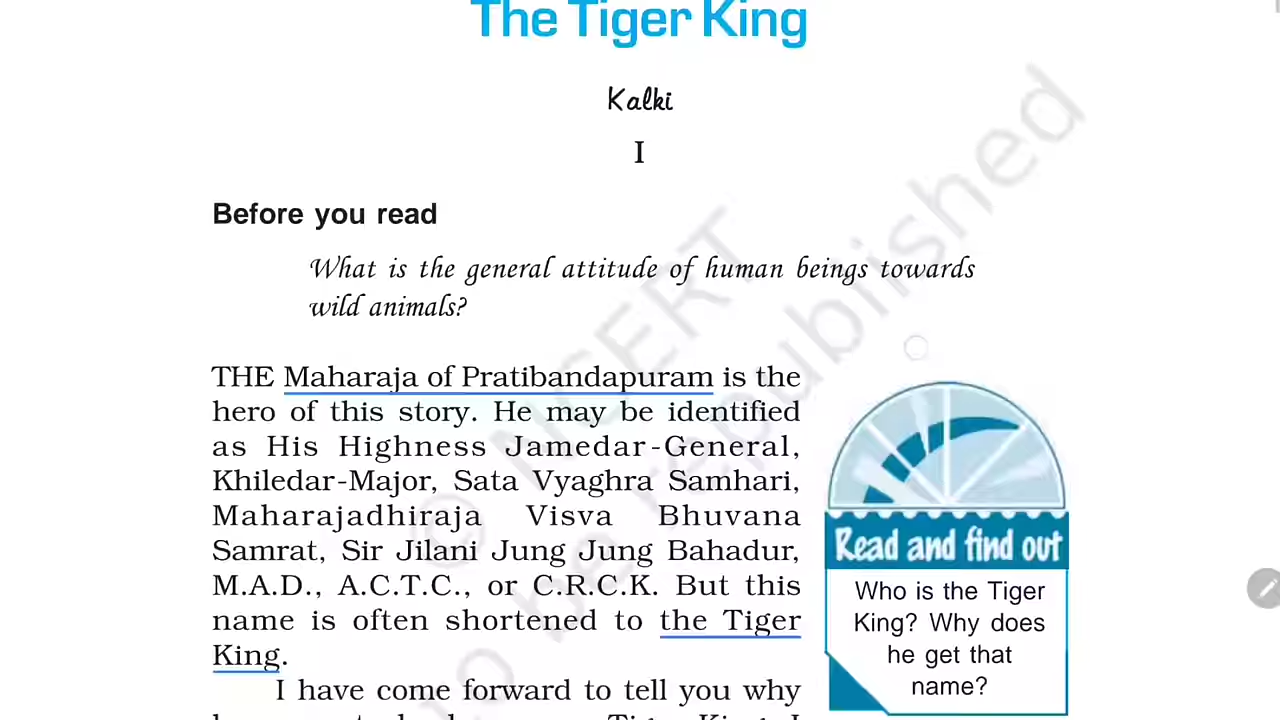 The Tiger King
Kalki
I
Before you read
What is the general attitude of human beings towards
wild animals?
THE Maharaja of Pratibandapuram is the
hero of this story. He may be identified
as His Highness Jamedar-General,
Khiledar-Major, Sata Vyaghra Samhari,
Maharajadhiraja Visva Bhuvana
Samrat, Sir Jilani Jung Jung Bahadur,
M.A.D., A.C.T.C., or C.R.C.K. But this
name is often shortened to the Tiger
King.
I have come forward to tell you why
Read and find out
Who is the Tiger
King? Why does
he get that
name?
© NCERT
to be republished